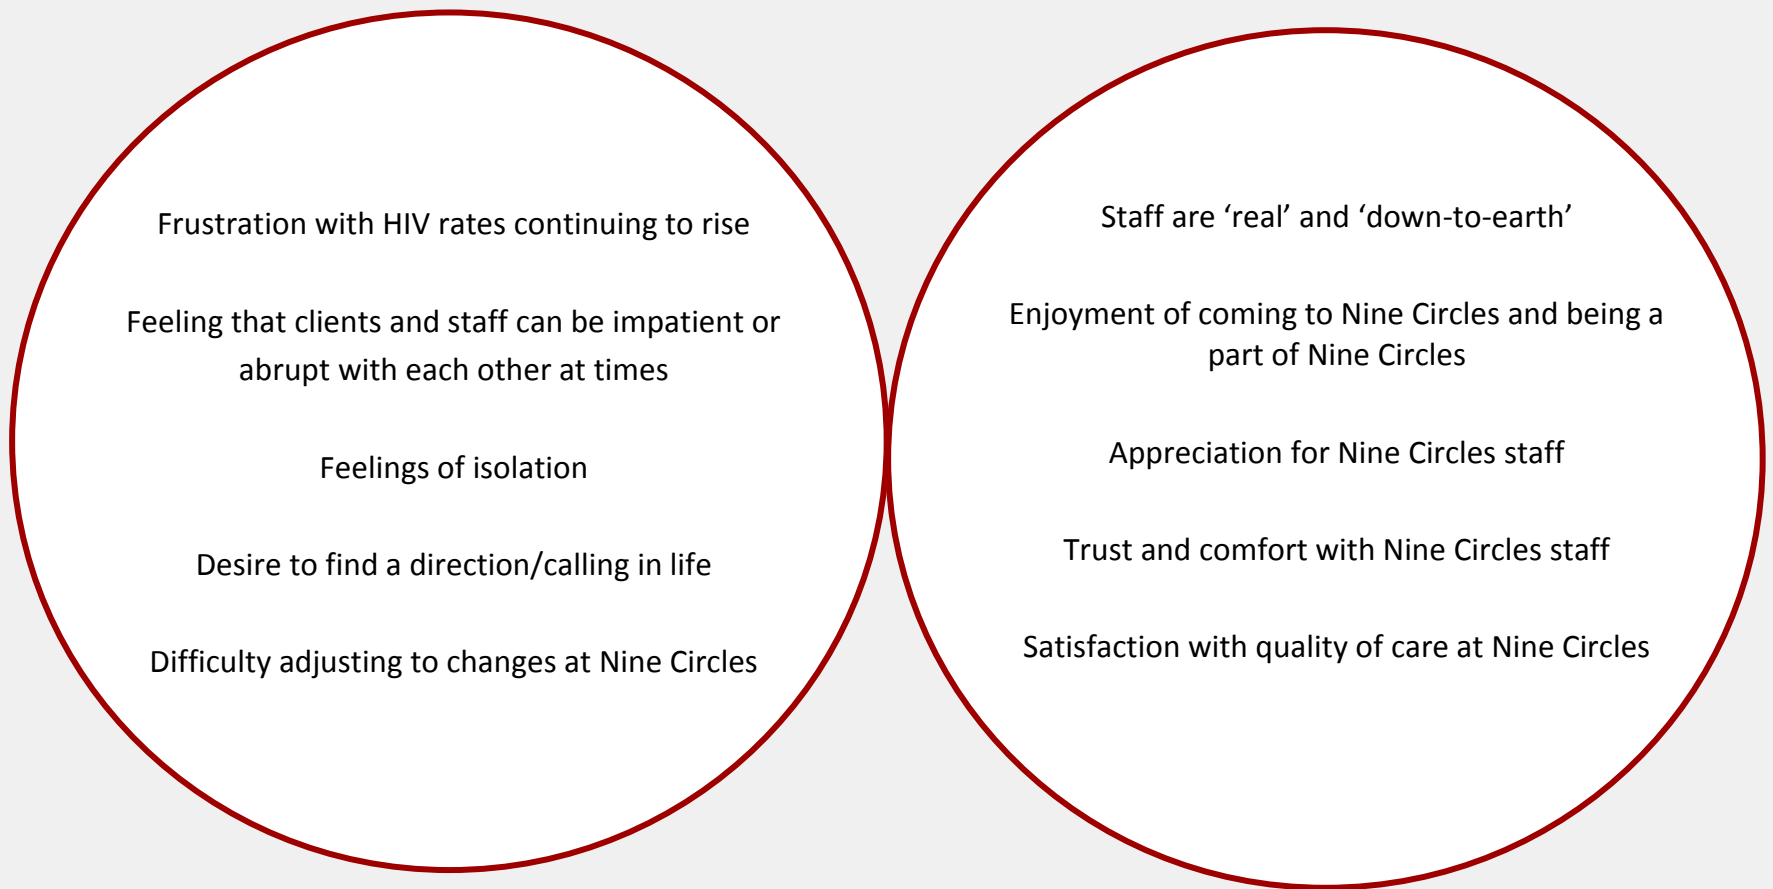 Frustration with HIV rates continuing to rise
Feeling that clients and staff can be impatient or
abrupt with each other at times
Feelings of isolation
Desire to find a direction/calling in life
Difficulty adjusting to changes at Nine Circles
Staff are ‘real’ and ‘down-to-earth’
Enjoyment of coming to Nine Circles and being a
part of Nine Circles
Appreciation for Nine Circles staff
Trust and comfort with Nine Circles staff
Satisfaction with quality of care at Nine Circles